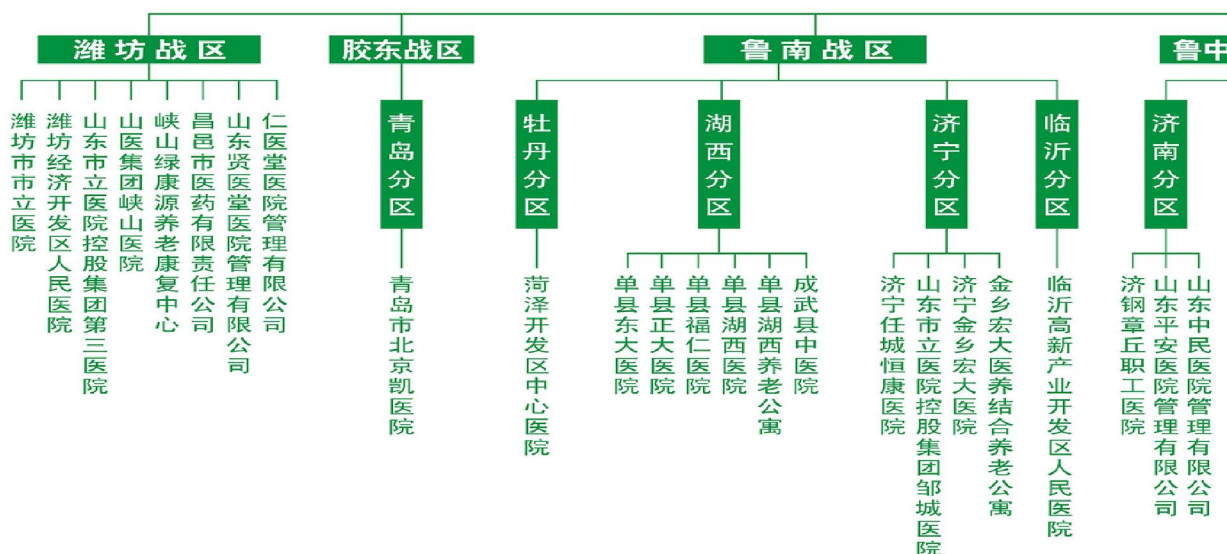 潍坊战区
胶东战区
鲁南战区
鲁中
青岛分区
牡丹分区
湖西分区
济宁分区
临沂分区
济南分区
潍坊市市立医院
潍坊经济开发区人民医院
山东市立医院控股集团第三医院
山医集团峡山医院
峡山绿康源养老康复中心
昌邑市医药有限责任公司
山东贤医堂医院管理有限公司
仁医堂医院管理有限公司
青岛市北京凯医院
菏泽开发区中心医院
单县东大医院
单县正大医院
单县福仁医院
单县湖西医院
单县湖西养老公寓
成武县中医院
济宁任城恒康医院
山东市立医院控股集团邹城医院
济宁金乡宏大医院
金乡宏大医养结合养老公寓
临沂高新产业开发区人民医院
济钢章丘职工医院
山东平安医院管理有限公司
山东中民医院管理有限公司